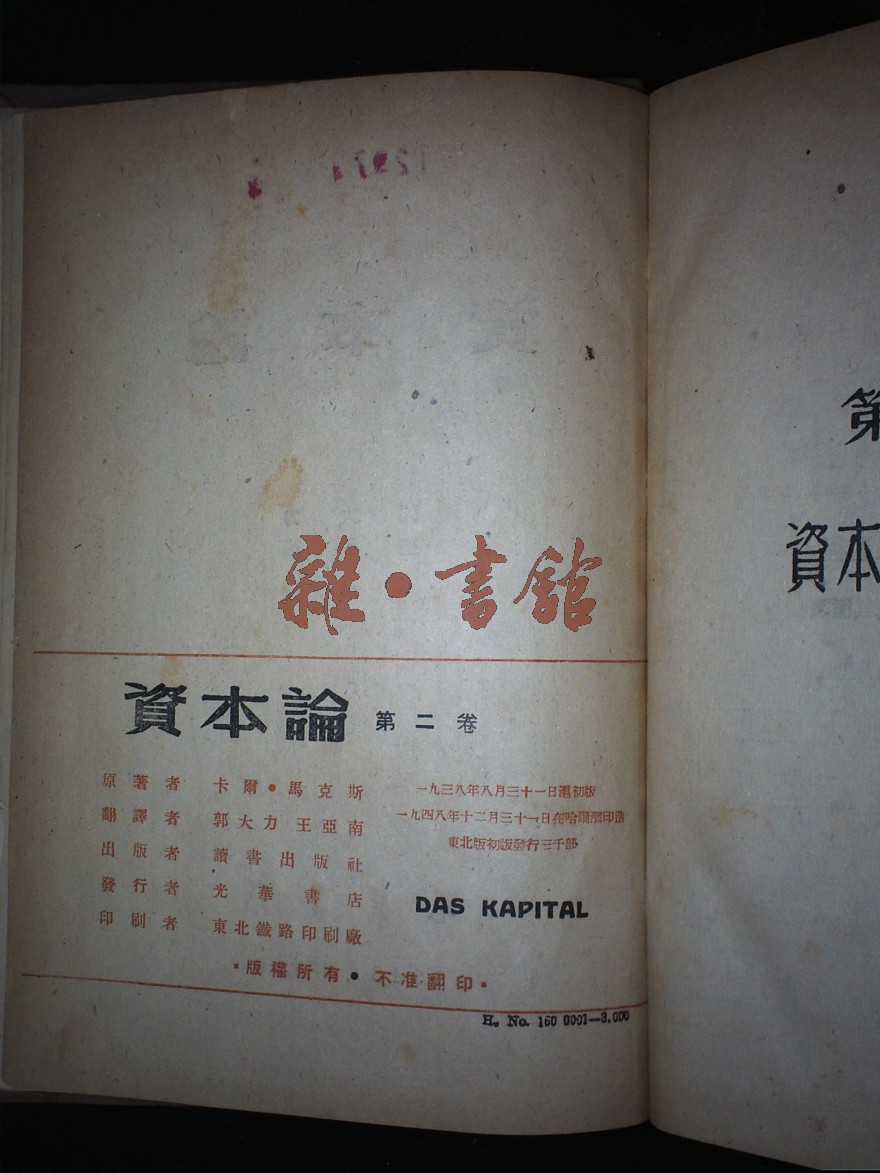 雜·書館
資本論 第二卷
原著者 卡爾·馬克斯
翻譯者 郭大力 王亞南
出版者 讀書出版社
發行者 光華書店
印刷者 東北鐵路印刷廠
一九三八年八月三十一日滬初版
一九四八年十二月三十一日在哈爾濱印造
東北版初版發行三千部
DAS KAPITAL
·版權所有·不准翻印·
H. No. 160 0001—3.000
第
資本